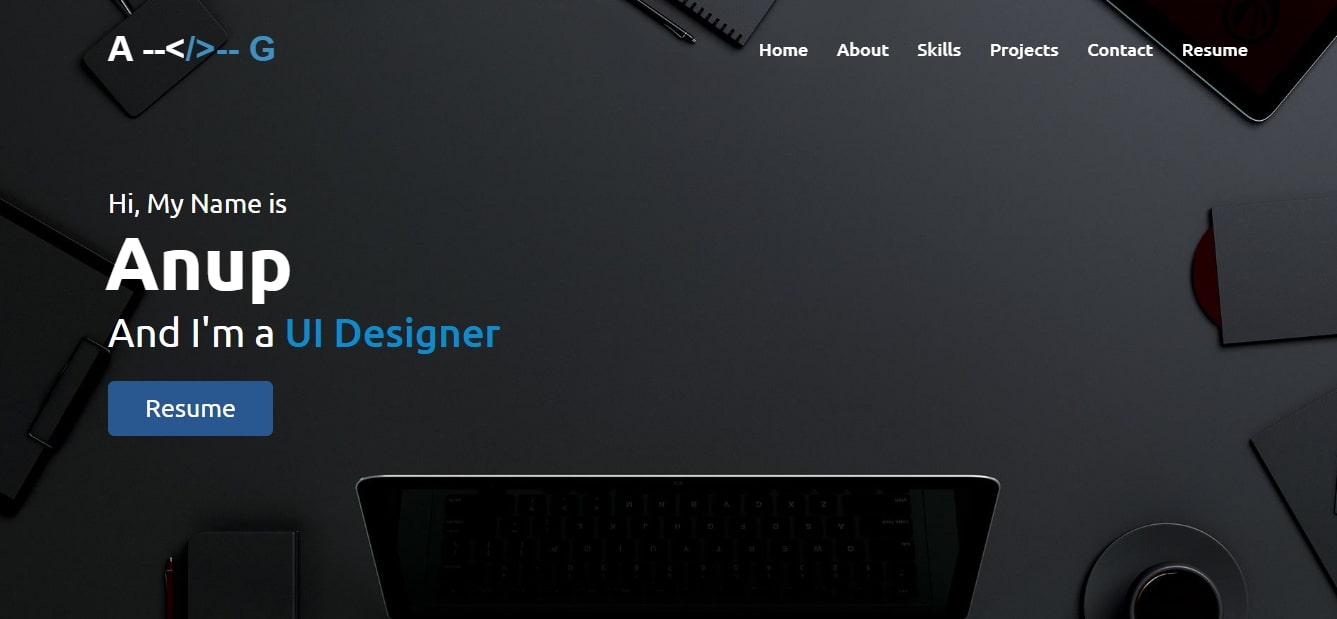 A --</>-- G
Home About Skills Projects Contact Resume
Hi, My Name is
Anup
And I'm a UI Designer
Resume